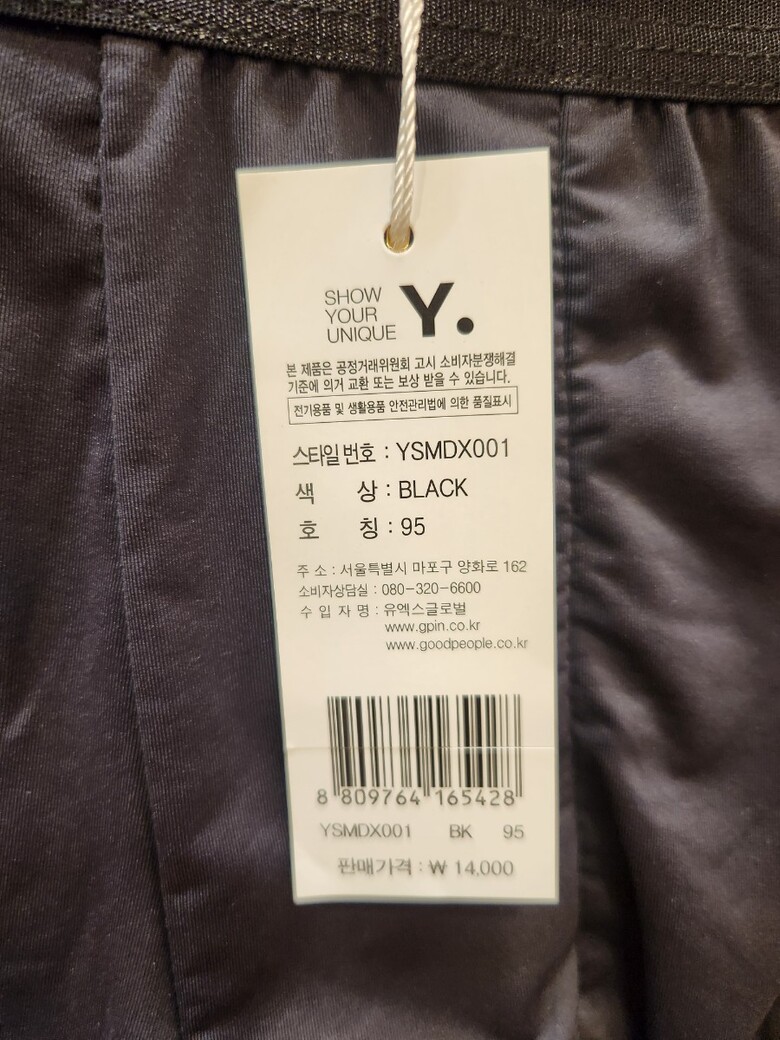 SHOW
YOUR
UNIQUE
Y.
본 제품은 공정거래위원회 고시 소비자분쟁해결
기준에 의거 교환 또는 보상 받을 수 있습니다.
전기용품 및 생활용품 안전관리법에 의한 품질표시
스타일번호 : YSMDX001
색 상 : BLACK
호 칭 : 95
주 소 : 서울특별시 마포구 양화로 162
소비자상담실 : 080-320-6600
수 입 자 명 : 유엑스글로벌
www.gpin.co.kr
www.goodpeople.co.kr
8 809764 165428
YSMDX001 BK 95
판매가격 : ₩ 14,000